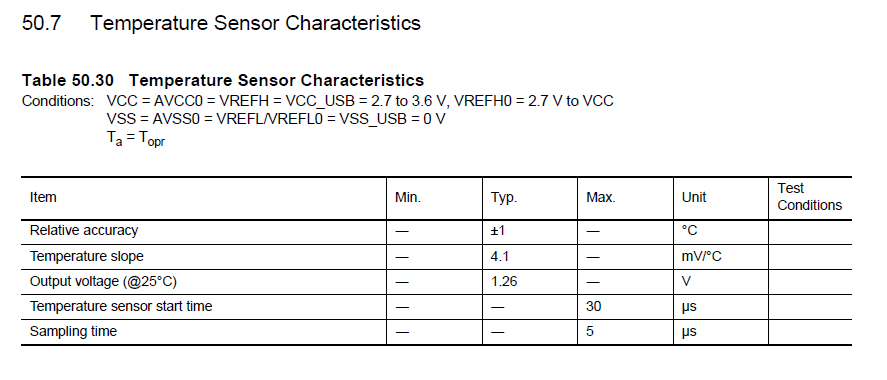 50.7 Temperature Sensor Characteristics
Table 50.30 Temperature Sensor Characteristics
Conditions: VCC = AVCC0 = VREFH = VCC_USB = 2.7 to 3.6 V, VREFH0 = 2.7 V to VCC
VSS = AVSS0 = VREFL/VREFL0 = VSS_USB = 0 V
Ta = Topr
Item Min. Typ. Max. Unit Test Conditions
Relative accuracy — ±1 — °C
Temperature slope — 4.1 — mV/°C
Output voltage (@25°C) — 1.26 — V
Temperature sensor start time — — 30 μs
Sampling time — — 5 μs